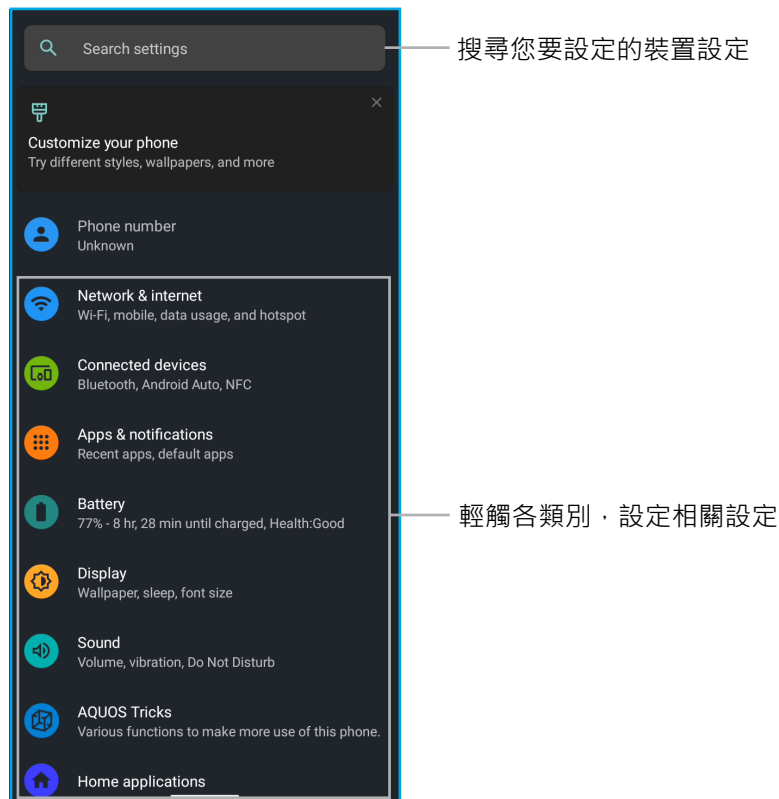 Search settings
搜尋您要設定的裝置設定
Customize your phone
Try different styles, wallpapers, and more
Phone number
Unknown
Network & internet
Wi-Fi, mobile, data usage, and hotspot
Connected devices
Bluetooth, Android Auto, NFC
Apps & notifications
Recent apps, default apps
Battery
77% - 8 hr, 28 min until charged, Health:Good
輕觸各類別，設定相關設定
Display
Wallpaper, sleep, font size
Sound
Volume, vibration, Do Not Disturb
AQUOS Tricks
Various functions to make more use of this phone.
Home applications